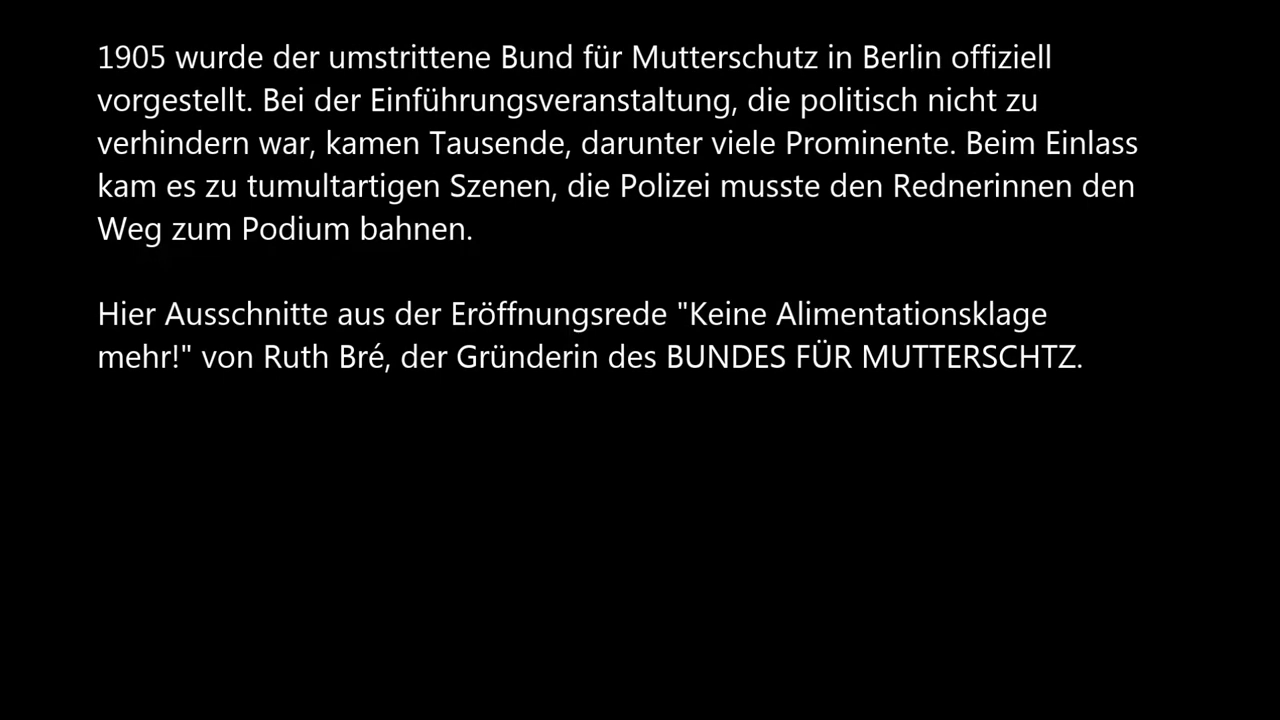 1905 wurde der umstrittene Bund für Mutterschutz in Berlin offiziell
vorgestellt. Bei der Einführungsveranstaltung, die politisch nicht zu
verhindern war, kamen Tausende, darunter viele Prominente. Beim Einlass
kam es zu tumultartigen Szenen, die Polizei musste den Rednerinnen den
Weg zum Podium bahnen.
Hier Ausschnitte aus der Eröffnungsrede "Keine Alimentationsklage
mehr!" von Ruth Bré, der Gründerin des BUNDES FÜR MUTTERSCHTZ.